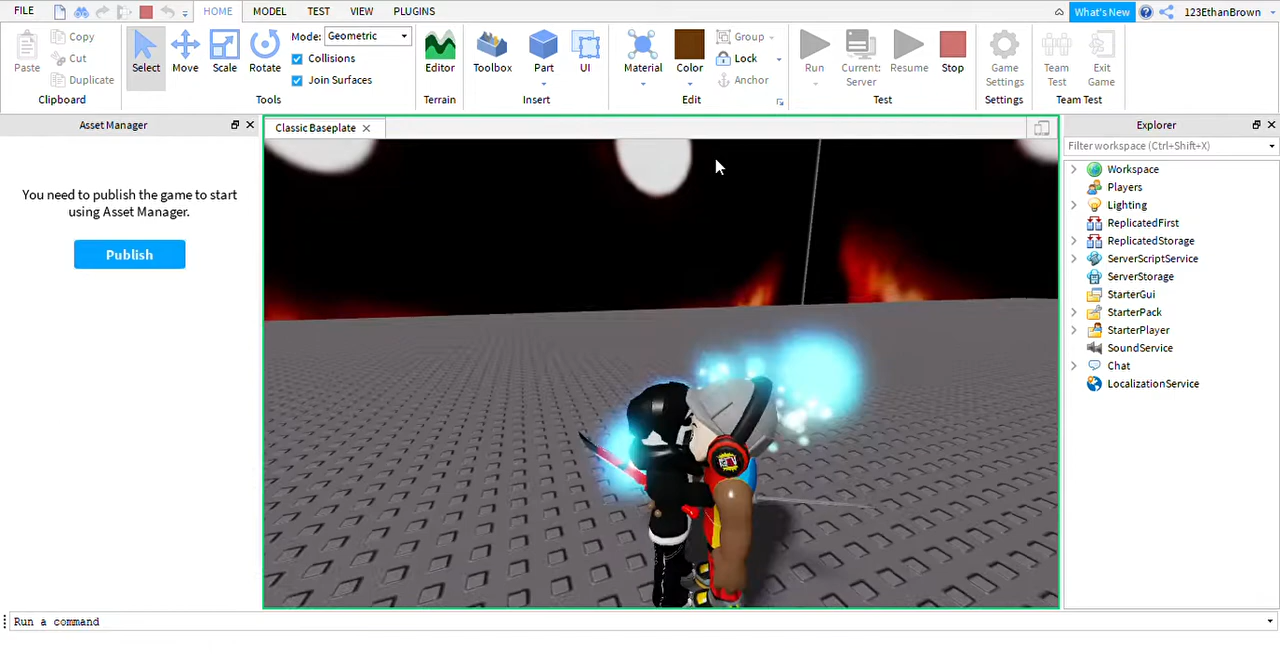 FILE HOME MODEL TEST VIEW PLUGINS What's New 123EthanBrown
Paste Copy Cut Duplicate
Clipboard
Select Move Scale Rotate
Mode: Geometric
Collisions
Join Surfaces
Tools
Editor
Terrain
Toolbox Part UI
Insert
Material Color Group Lock Anchor
Edit
Run Current: Server Resume Stop
Test
Game Settings
Settings
Team Test Exit Game
Team Test
Asset Manager
You need to publish the game to start
using Asset Manager.
Publish
Classic Baseplate
Explorer
Filter workspace (Ctrl+Shift+X)
Workspace
Players
Lighting
ReplicatedFirst
ReplicatedStorage
ServerScriptService
ServerStorage
StarterGui
StarterPack
StarterPlayer
SoundService
Chat
LocalizationService
Run a command